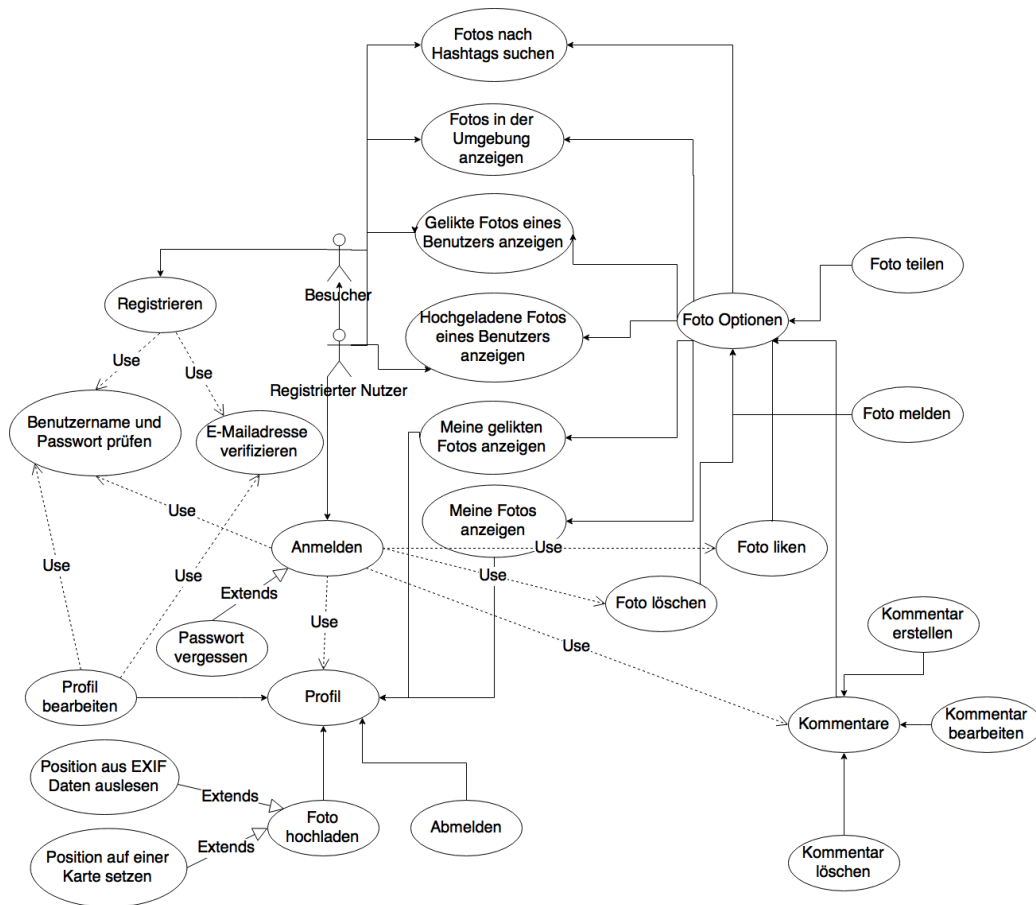 Fotos nach
Hashtags suchen
Fotos in der
Umgebung
anzeigen
Gelikte Fotos eines
Benutzers anzeigen
Foto teilen
Besucher
Registrieren
Hochgeladene Fotos
eines Benutzers
anzeigen
Foto Optionen
Use
Use
Registrierter Nutzer
Benutzername und
Passwort prüfen
E-Mailadresse
verifizieren
Meine gelikten
Fotos anzeigen
Foto melden
Use
Meine Fotos
anzeigen
Anmelden
Use
Foto liken
Use
Use
Use
Extends
Foto löschen
Kommentar
erstellen
Use
Passwort
vergessen
Use
Profil
bearbeiten
Profil
Kommentare
Kommentar
bearbeiten
Position aus EXIF
Daten auslesen
Extends
Foto
hochladen
Abmelden
Extends
Position auf einer
Karte setzen
Kommentar
löschen